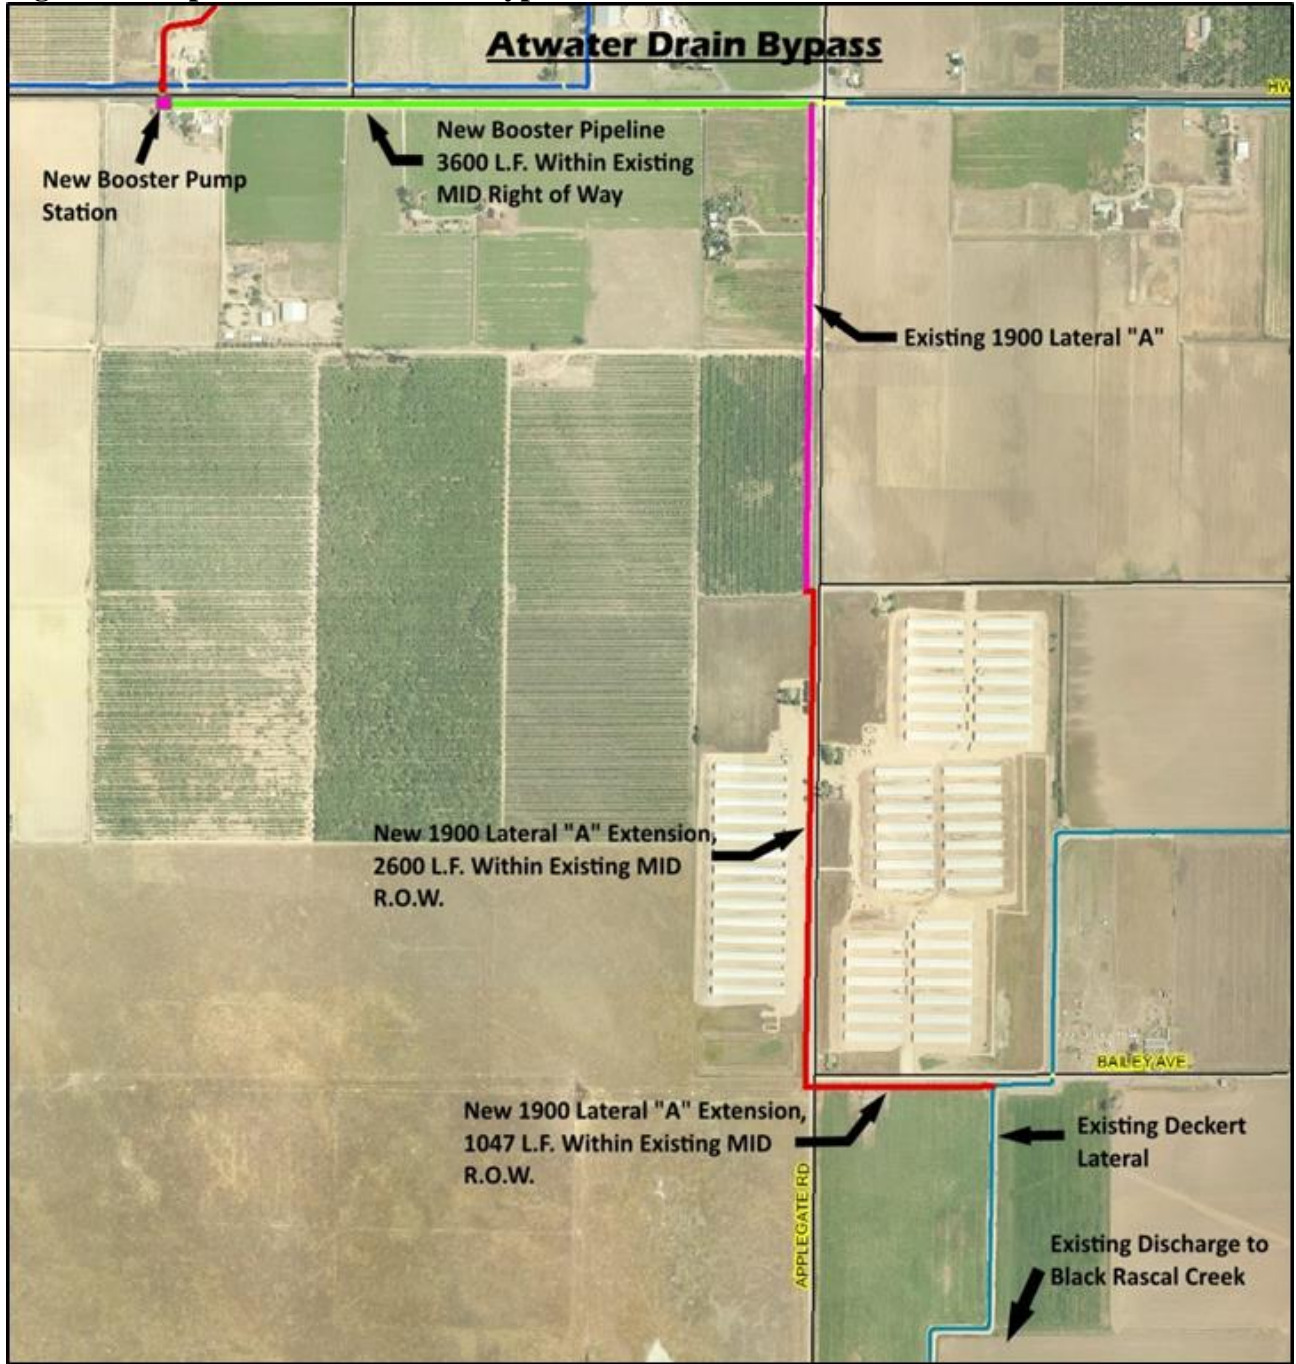 Atwater Drain Bypass
HW
New Booster Pipeline
3600 L.F. Within Existing
MID Right of Way
New Booster Pump
Station
Existing 1900 Lateral "A"
New 1900 Lateral "A" Extension,
2600 L.F. Within Existing MID
R.O.W.
BAILEY AVE.
New 1900 Lateral "A" Extension,
1047 L.F. Within Existing MID
R.O.W.
Existing Deckert
Lateral
APPLEGATE RD
Existing Discharge to
Black Rascal Creek